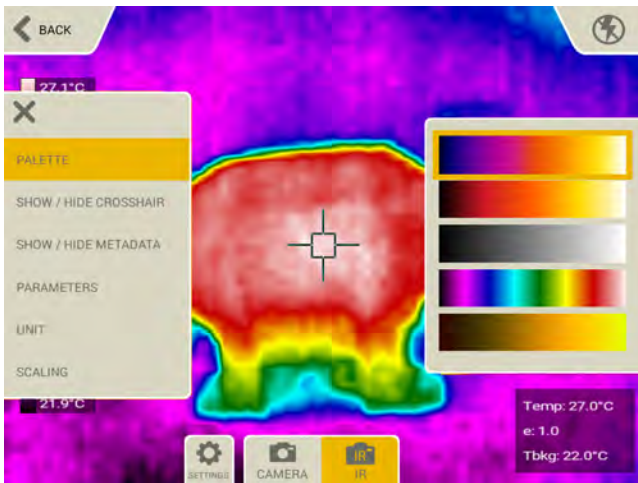 BACK
27.1°C
PALETTE
SHOW / HIDE CROSSHAIR
SHOW / HIDE METADATA
PARAMETERS
UNIT
SCALING
21.9°C
Temp: 27.0°C
e: 1.0
Tbkg: 22.0°C
SETTINGS
CAMERA
IR
IR